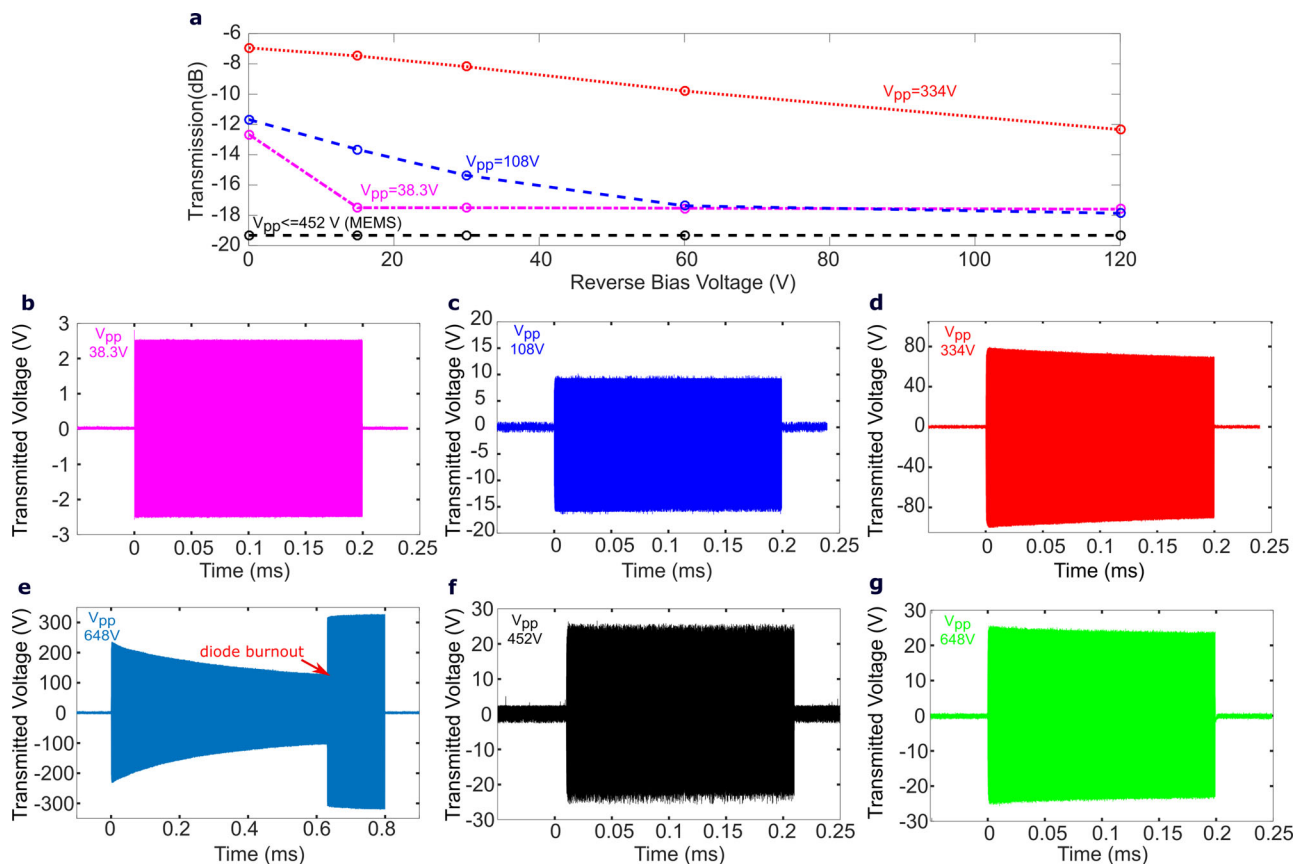 a
-6
-8
-10
-12
-14
-16
-18
-20
Transmission(dB)
Vpp=334V
Vpp=108V
Vpp=38.3V
Vpp<=452 V (MEMS)
0 20 40 60 80 100 120
Reverse Bias Voltage (V)
b
Transmitted Voltage (V)
3
2
1
0
-1
-2
-3
Vpp
38.3V
0 0.05 0.1 0.15 0.2 0.25
Time (ms)
c
Transmitted Voltage (V)
20
15
10
5
0
-5
-10
-15
-20
Vpp
108V
0 0.05 0.1 0.15 0.2 0.25
Time (ms)
d
Transmitted Voltage (V)
80
40
0
-40
-80
Vpp
334V
0 0.05 0.1 0.15 0.2 0.25
Time (ms)
e
Transmitted Voltage (V)
300
200
100
0
-100
-200
-300
Vpp
648V
diode burnout
0 0.2 0.4 0.6 0.8
Time (ms)
f
Transmitted Voltage (V)
30
20
10
0
-10
-20
-30
Vpp
452V
0 0.05 0.1 0.15 0.2 0.25
Time (ms)
g
Transmitted Voltage (V)
30
20
10
0
-10
-20
-30
Vpp
648V
0 0.05 0.1 0.15 0.2 0.25
Time (ms)